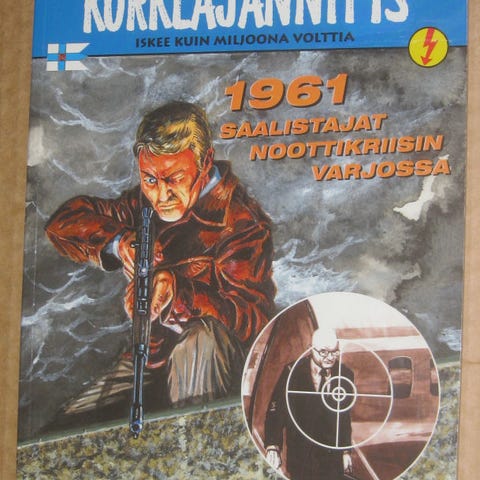 KORKEAJÄNNITYS
ISKEE KUIN MILJOONA VOLTTIA
1961
SAALISTAJAT
NOOTTIKRIISIN
VARJOSSA